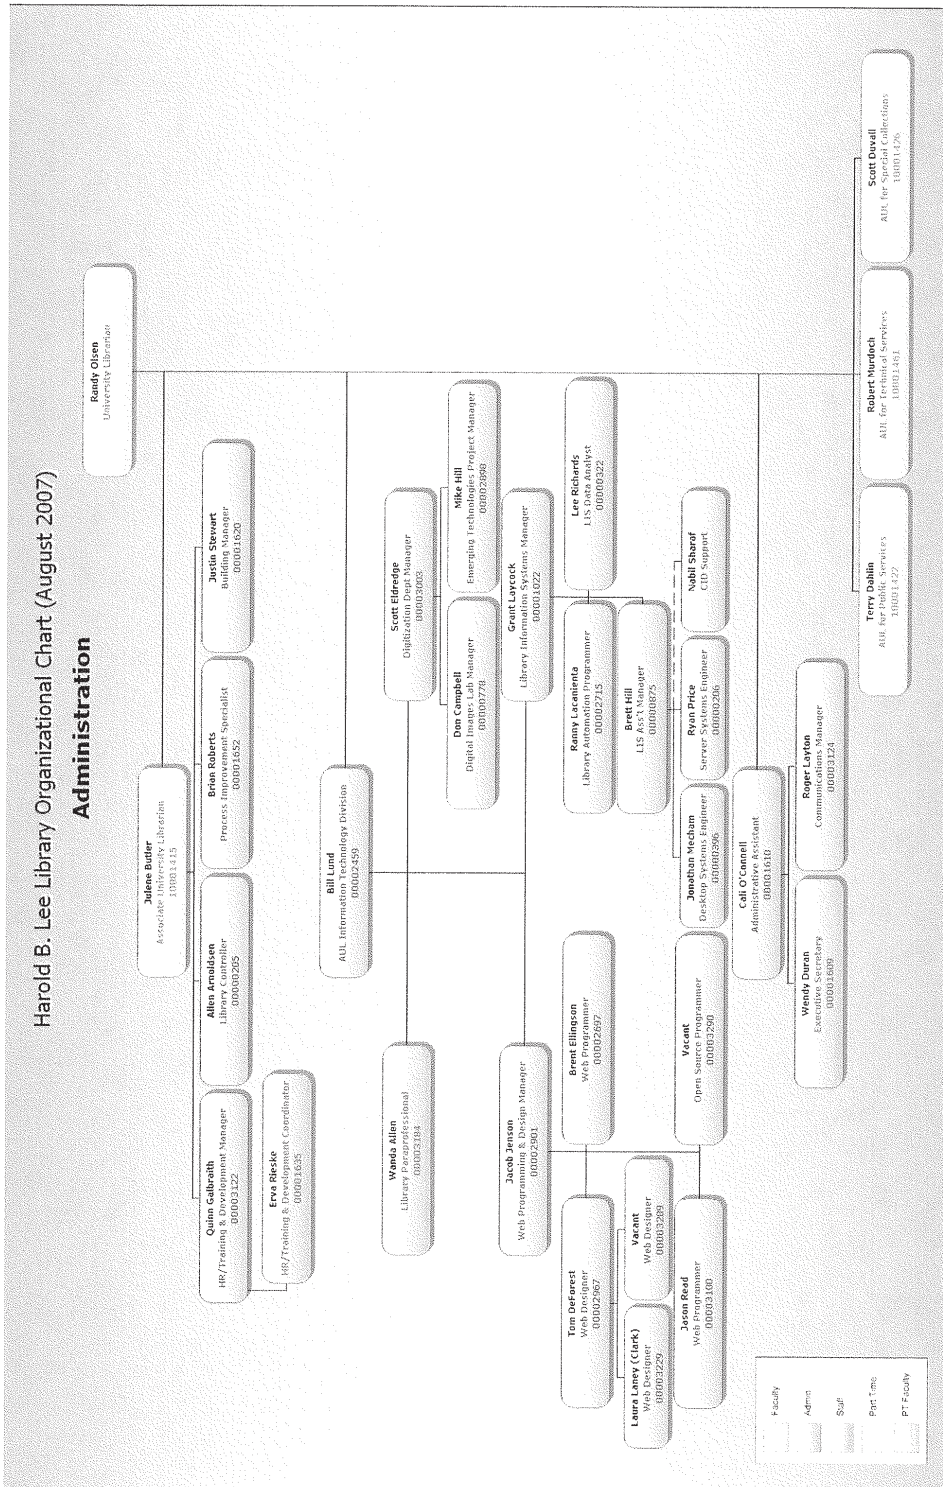 Harold B. Lee Library Organizational Chart (August 2007)
Administration
Randy Olsen
University Librarian
Julene Butler
Associate University Librarian
10001415
Quinn Galbraith
HR/Training & Development Manager
00003122
Allen Arnoldsen
Library Controller
00000205
Brian Roberts
Process Improvement Specialist
00001652
Justin Stewart
Building Manager
00001620
Erva Rieske
HR/Training & Development Coordinator
00001635
Bill Lund
AUL Information Technology Division
00002459
Wanda Allen
Library Paraprofessional
00003184
Scott Eldredge
Digitization Dept Manager
00003003
Don Campbell
Digital Images Lab Manager
00000778
Mike Hill
Emerging Technologies Project Manager
00002898
Jacob Jenson
Web Programming & Design Manager
00002901
Grant Laycock
Library Information Systems Manager
00001022
Tom DeForest
Web Designer
00002967
Brent Ellingson
Web Programmer
00002697
Ranny Lacanienta
Library Automation Programmer
00002715
Lee Richards
LIS Data Analyst
00000322
Laura Laney (Clark)
Web Designer
00003229
Vacant
Web Designer
00003289
Brett Hill
LIS Ass't Manager
00000875
Jason Read
Web Programmer
00003100
Vacant
Open Source Programmer
00003290
Jonathan Mecham
Desktop Systems Engineer
00000396
Ryan Price
Server Systems Engineer
00000206
Nabil Sharaf
CID Support
Cali O'Connell
Administrative Assistant
00001610
Wendy Duran
Executive Secretary
00001609
Roger Layton
Communications Manager
00003124
Terry Dahlin
AUL for Public Services
10001422
Robert Murdoch
AUL for Technical Services
10001461
Scott Duvall
AUL for Special Collections
10001426
Faculty
Admin
Staff
Part Time
PT Faculty